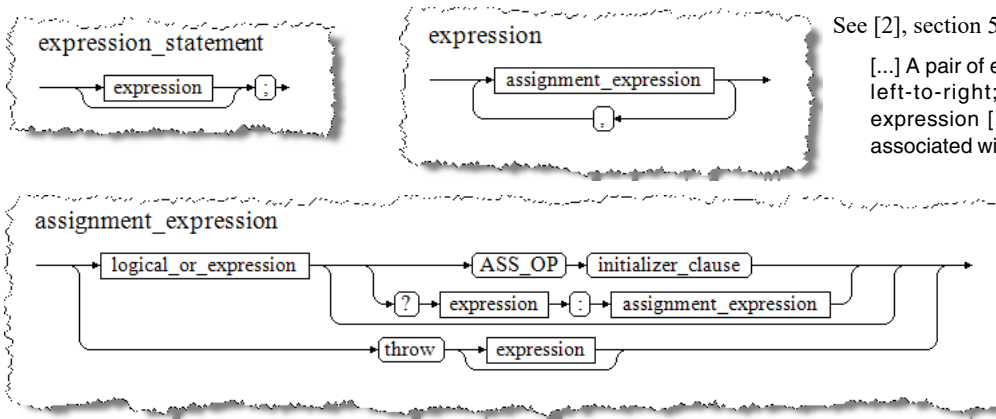 expression_statement
expression
;
expression
assignment_expression
,
See [2], section 5
[...] A pair of e
left-to-right;
expression [
associated wi
assignment_expression
logical_or_expression
ASS_OP
initializer_clause
?
expression
:
assignment_expression
throw
expression